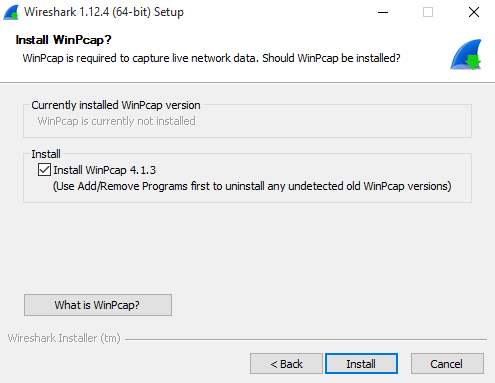 Wireshark 1.12.4 (64-bit) Setup
Install WinPcap?
WinPcap is required to capture live network data. Should WinPcap be installed?
Currently installed WinPcap version
WinPcap is currently not installed
Install
Install WinPcap 4.1.3
(Use Add/Remove Programs first to uninstall any undetected old WinPcap versions)
What is WinPcap?
Wireshark Installer (tm)
< Back
Install
Cancel